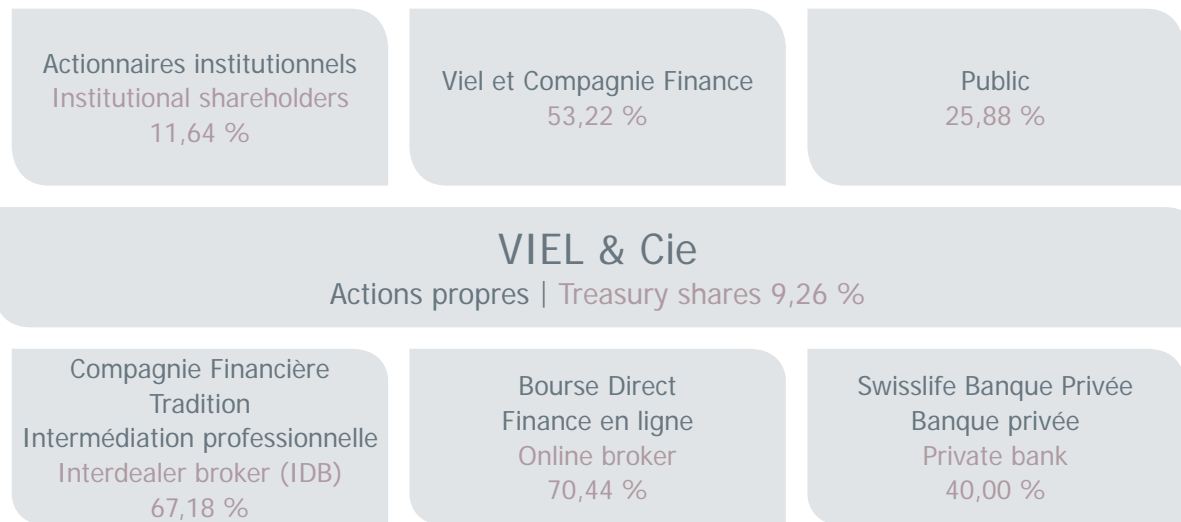 Actionnaires institutionnels
Institutional shareholders
11,64 %
Viel et Compagnie Finance
53,22 %
Public
25,88 %
VIEL & Cie
Actions propres | Treasury shares 9,26 %
Compagnie Financière
Tradition
Intermédiation professionnelle
Interdealer broker (IDB)
67,18 %
Bourse Direct
Finance en ligne
Online broker
70,44 %
Swisslife Banque Privée
Banque privée
Private bank
40,00 %